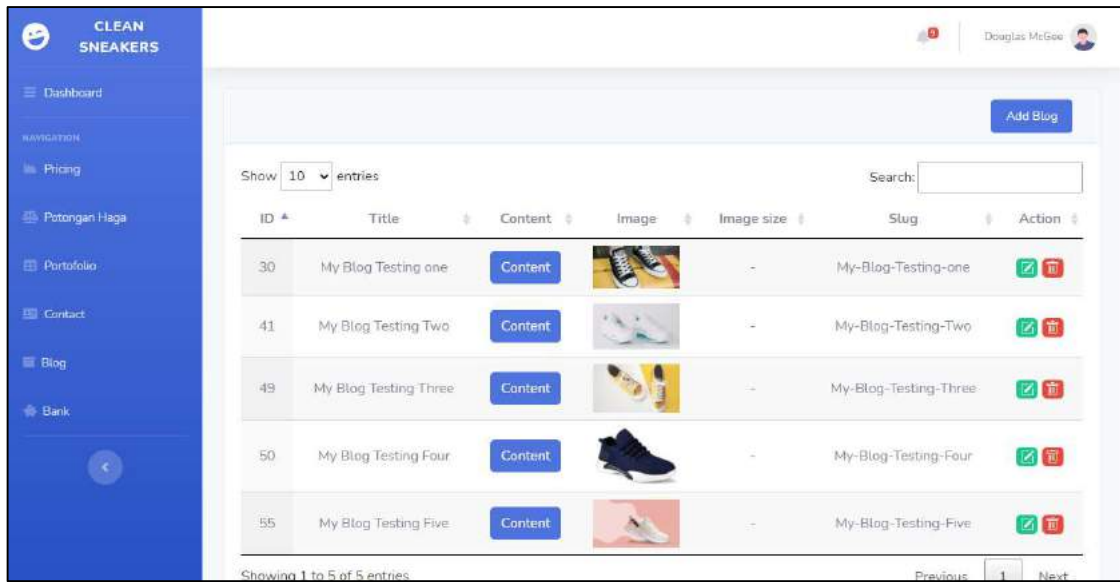 CLEAN
SNEAKERS
Douglas McGee
Dashboard
Add Blog
NAVIGATION
Pricing
Show 10 entries
Search:
Potongan Haga
ID Title Content Image Image size Slug Action
Portofolio
30 My Blog Testing one Content - My-Blog-Testing-one
Contact
41 My Blog Testing Two Content - My-Blog-Testing-Two
Blog
49 My Blog Testing Three Content - My-Blog-Testing-Three
Bank
50 My Blog Testing Four Content - My-Blog-Testing-Four
55 My Blog Testing Five Content - My-Blog-Testing-Five
Showing 1 to 5 of 5 entries
Previous 1 Next